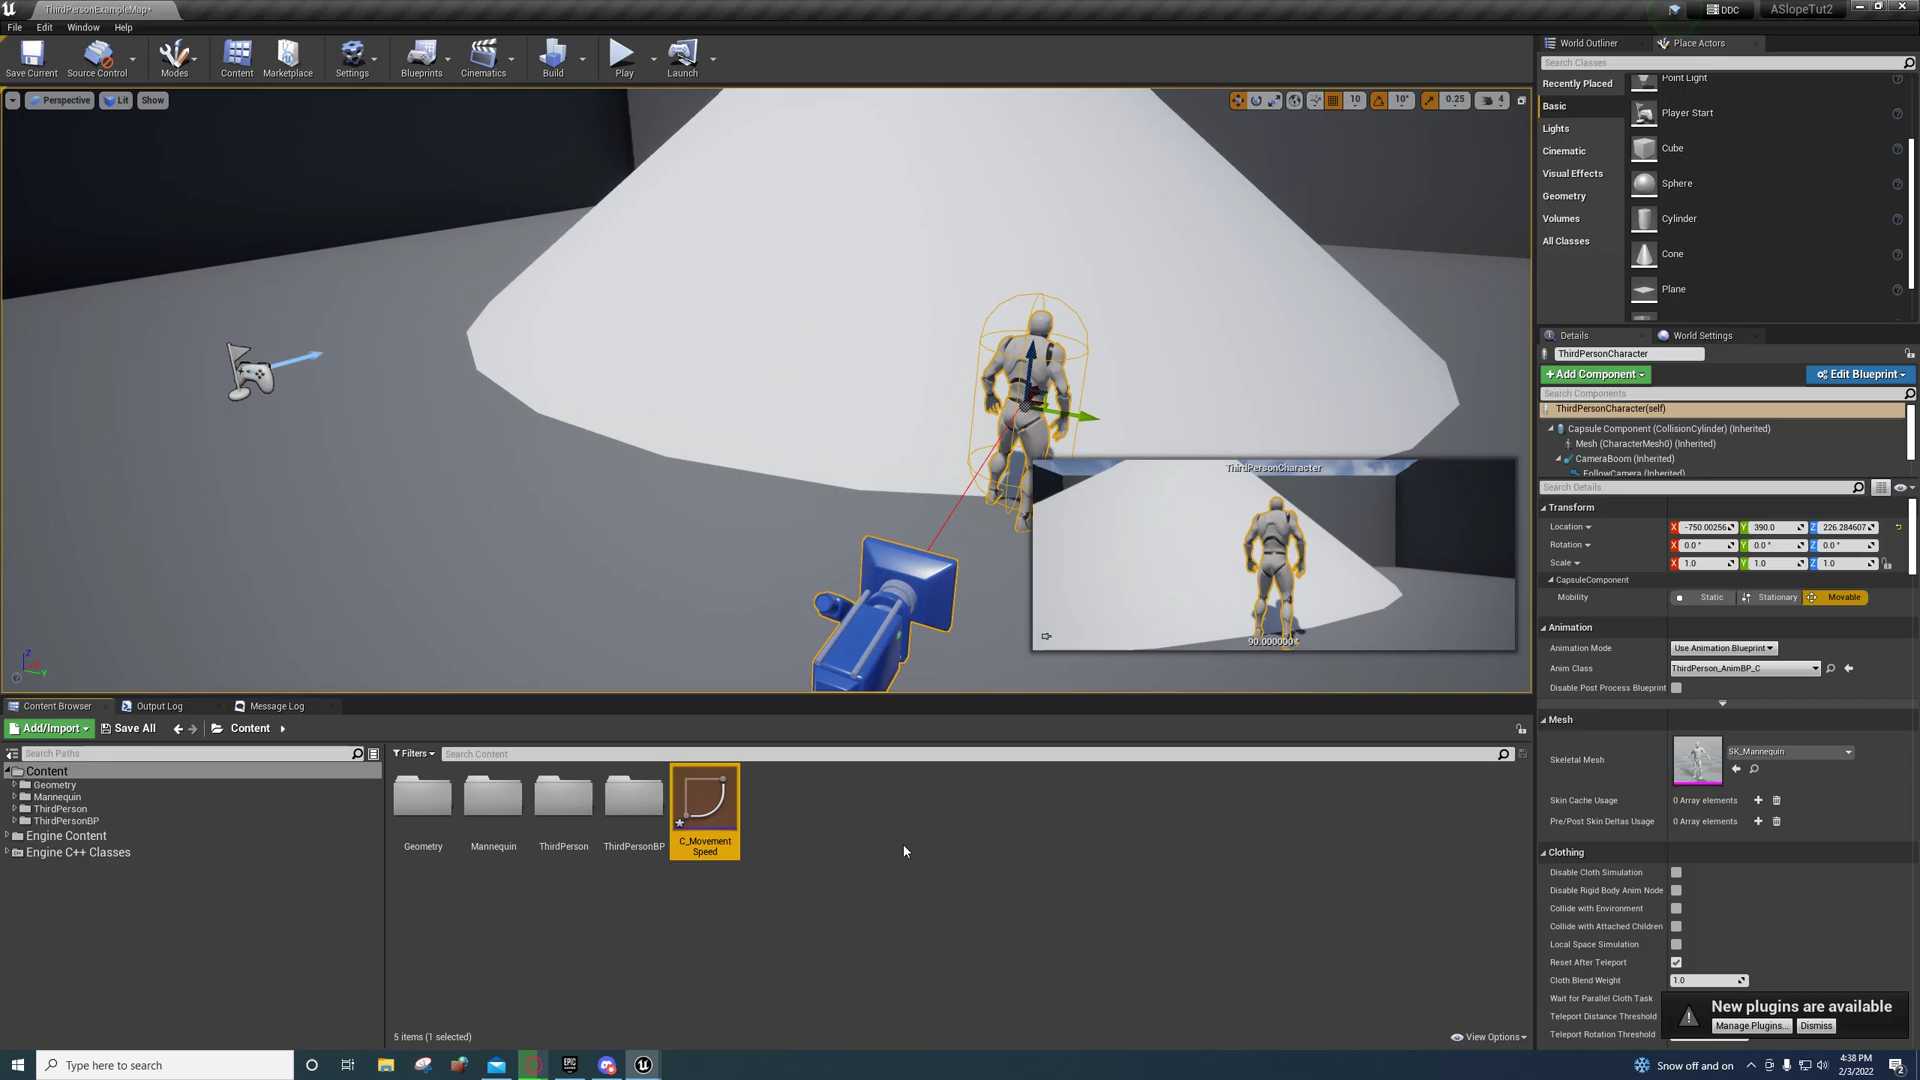 ThirdPersonExampleMap*
DDC
ASlopeTut2
File Edit Window Help
Save Current
Source Control
Modes
Content
Marketplace
Settings
Blueprints
Cinematics
Build
Play
Launch
Perspective
Lit
Show
10
10°
0.25
4
ThirdPersonCharacter
90.000000
Z
X
Y
World Outliner
Place Actors
Search Classes
Recently Placed
Basic
Lights
Cinematic
Visual Effects
Geometry
Volumes
All Classes
Point Light
Player Start
Cube
Sphere
Cylinder
Cone
Plane
Details
World Settings
ThirdPersonCharacter
+ Add Component
Edit Blueprint
Search Components
ThirdPersonCharacter(self)
Capsule Component (CollisionCylinder) (Inherited)
Mesh (CharacterMesh0) (Inherited)
CameraBoom (Inherited)
FollowCamera (Inherited)
Search Details
Transform
Location X -750.00256 Y 390.0 Z 226.284607
Rotation X 0.0 ° Y 0.0 ° Z 0.0 °
Scale X 1.0 Y 1.0 Z 1.0
CapsuleComponent
Mobility Static Stationary Movable
Animation
Animation Mode Use Animation Blueprint
Anim Class ThirdPerson_AnimBP_C
Disable Post Process Blueprint
Mesh
Skeletal Mesh SK_Mannequin
Skin Cache Usage 0 Array elements
Pre/Post Skin Deltas Usage 0 Array elements
Clothing
Disable Cloth Simulation
Disable Rigid Body Anim Node
Collide with Environment
Collide with Attached Children
Local Space Simulation
Reset After Teleport
Cloth Blend Weight 1.0
Wait for Parallel Cloth Task
Teleport Distance Threshold
Teleport Rotation Threshold
New plugins are available
Manage Plugins... Dismiss
Content Browser
Output Log
Message Log
Add/Import
Save All
Content
Search Paths
Filters
Search Content
Content
Geometry
Mannequin
ThirdPerson
ThirdPersonBP
Engine Content
Engine C++ Classes
Geometry
Mannequin
ThirdPerson
ThirdPersonBP
C_Movement
Speed
5 items (1 selected)
View Options
Type here to search
EPIC
Snow off and on
4:38 PM
2/3/2022
2